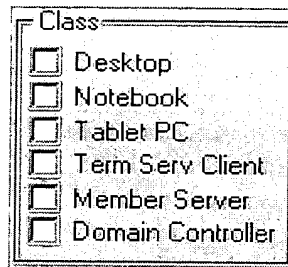 Class
Desktop
Notebook
Tablet PC
Term Serv Client
Member Server
Domain Controller